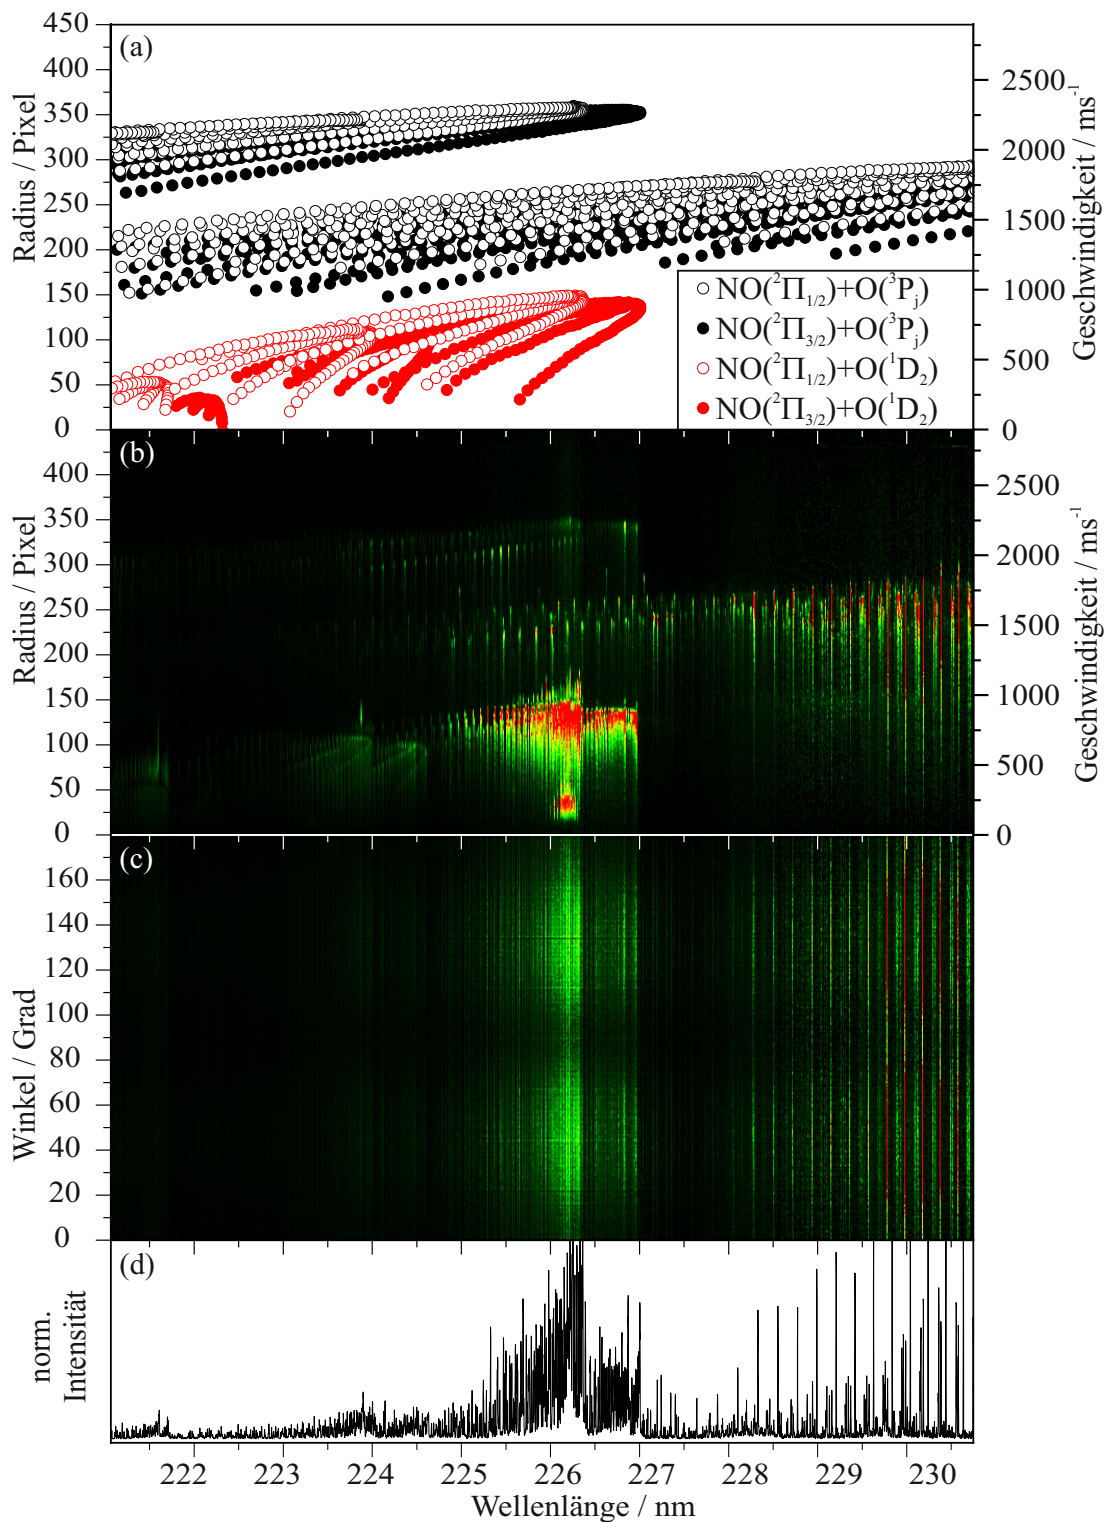 (a)
450
400
350
300
250
200
150
100
50
0
Radius / Pixel
2500
2000
1500
1000
500
0
Geschwindigkeit / ms⁻¹
NO(²Π₁/₂)+O(³Pⱼ)
NO(²Π₃/₂)+O(³Pⱼ)
NO(²Π₁/₂)+O(¹D₂)
NO(²Π₃/₂)+O(¹D₂)
(b)
400
350
300
250
200
150
100
50
0
Radius / Pixel
2500
2000
1500
1000
500
0
Geschwindigkeit / ms⁻¹
(c)
160
140
120
100
80
60
40
20
0
Winkel / Grad
(d)
norm.
Intensität
222 223 224 225 226 227 228 229 230
Wellenlänge / nm